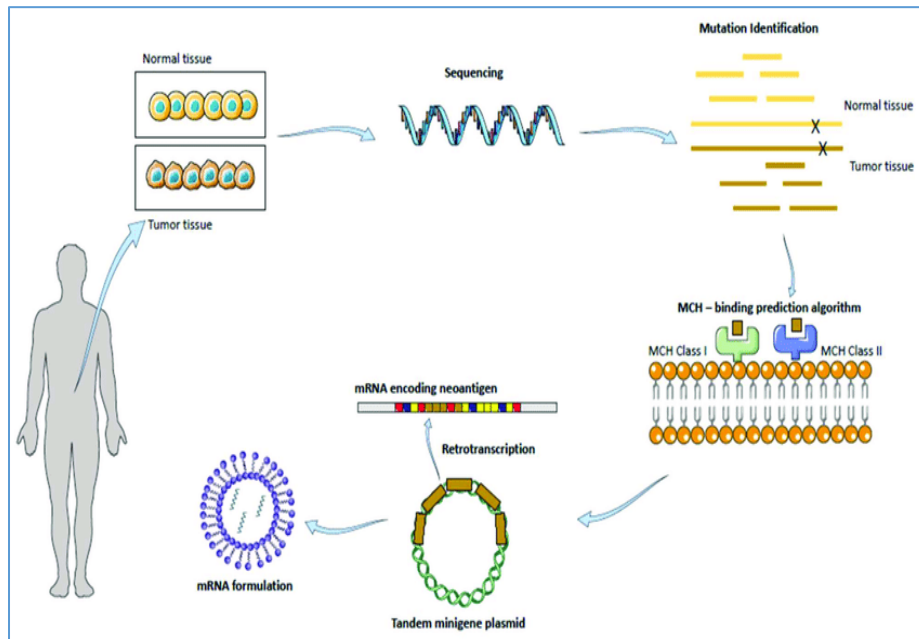 Mutation Identification
Normal tissue
Sequencing
Normal tissue
Tumor tissue
Tumor tissue
MCH – binding prediction algorithm
MCH Class I
MCH Class II
mRNA encoding neoantigen
Retrotranscription
mRNA formulation
Tandem minigene plasmid